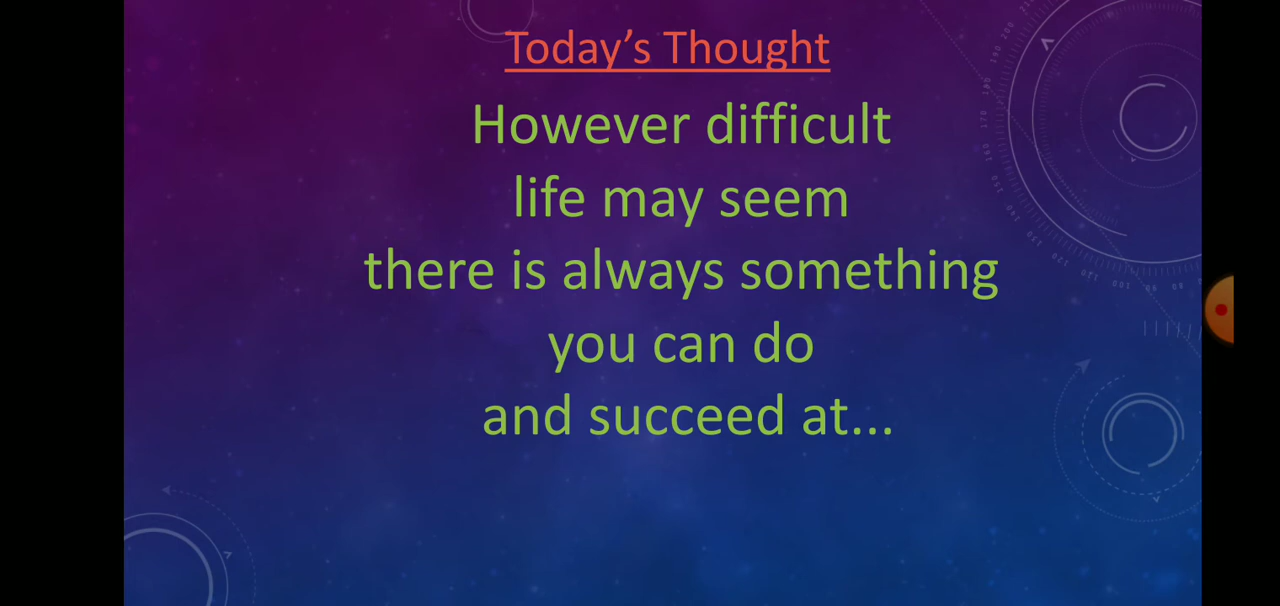 Today's Thought
However difficult
life may seem
there is always something
you can do
and succeed at...